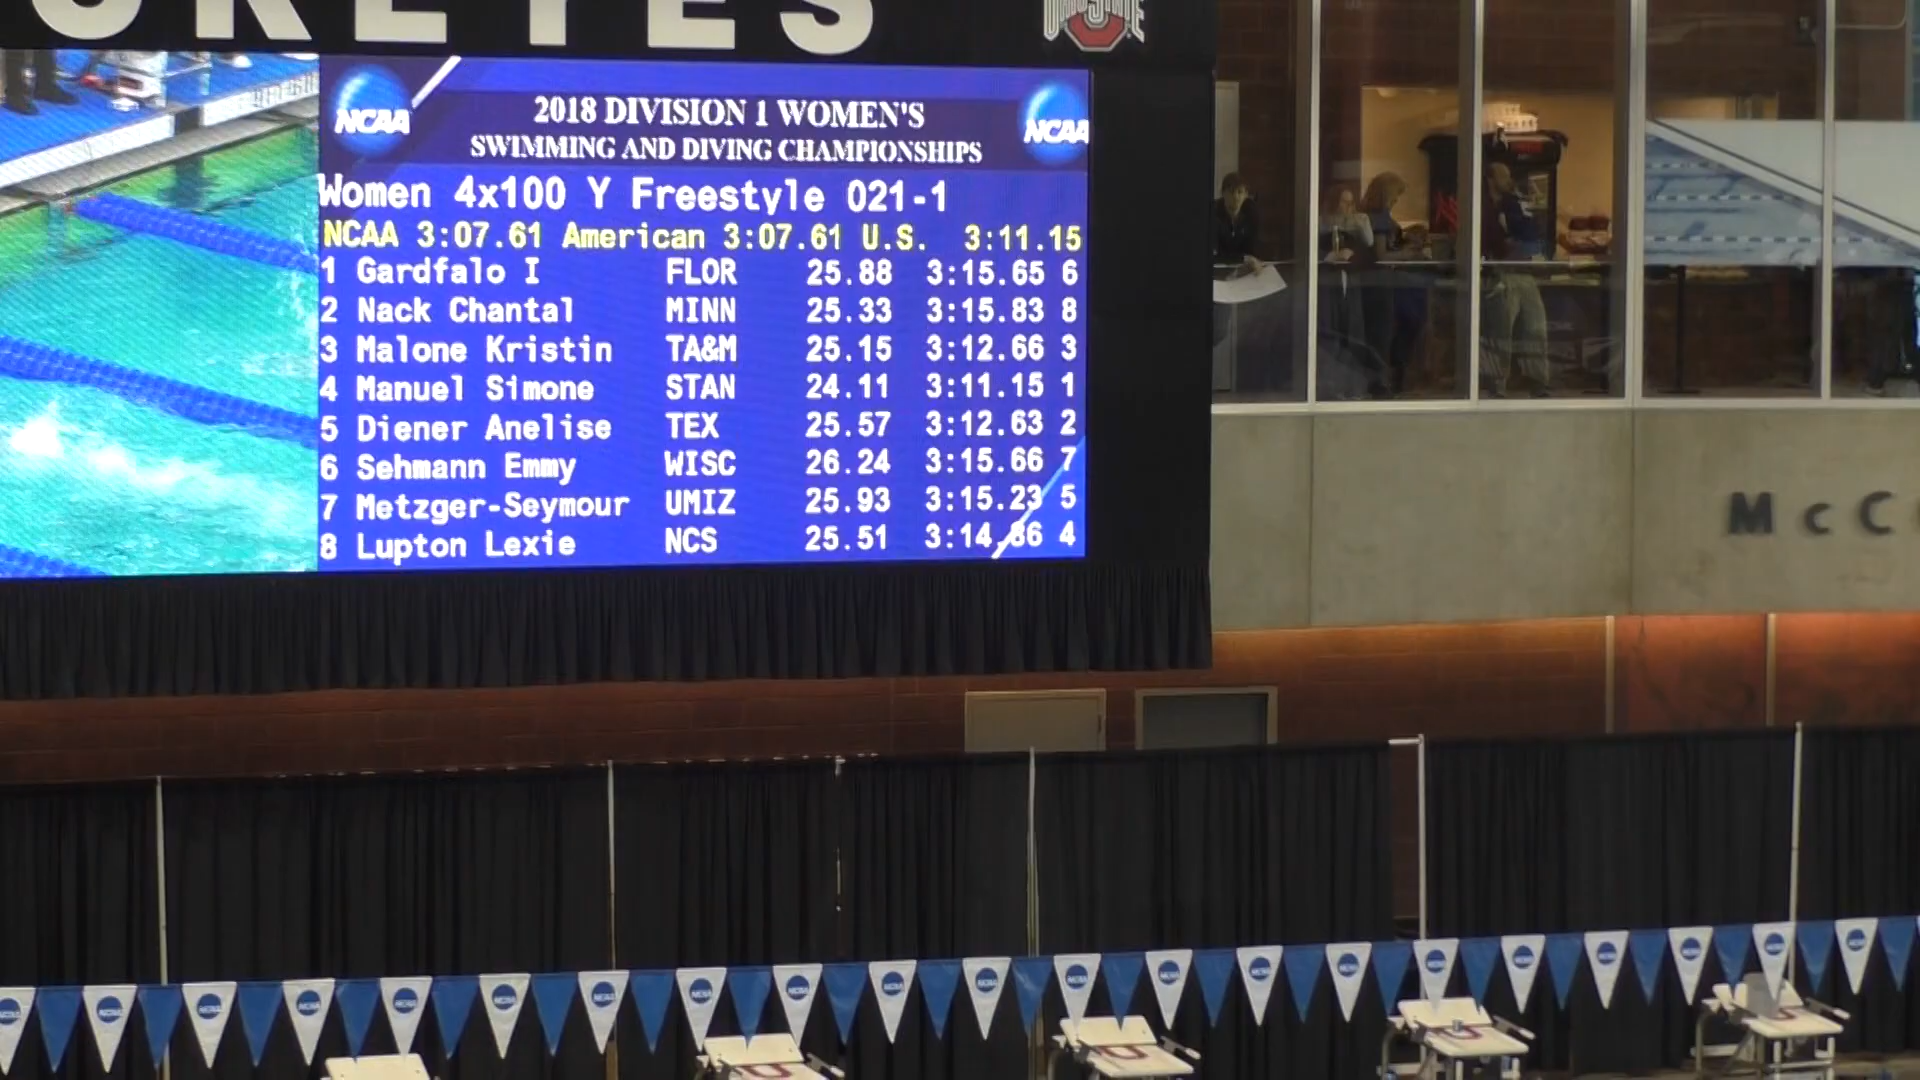 OHIO STATE
NCAA
NCAA
2018 DIVISION 1 WOMEN'S
SWIMMING AND DIVING CHAMPIONSHIPS
Women 4x100 Y Freestyle 021-1
NCAA 3:07.61 American 3:07.61 U.S. 3:11.15
1 Gardfalo I FLOR 25.88 3:15.65 6
2 Nack Chantal MINN 25.33 3:15.83 8
3 Malone Kristin TA&M 25.15 3:12.66 3
4 Manuel Simone STAN 24.11 3:11.15 1
5 Diener Anelise TEX 25.57 3:12.63 2
6 Sehmann Emmy WISC 26.24 3:15.66 7
7 Metzger-Seymour UMIZ 25.93 3:15.23 5
8 Lupton Lexie NCS 25.51 3:14.86 4
McC